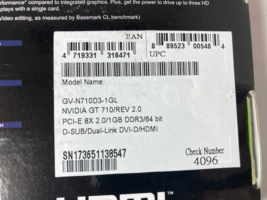 ormance" compared to integrated graphics. Plus, get the power to drive up to three HD
plays with a single card.
Video editing, as measured by Basemark CL benchmark)
EAN
4 719331 316471
8 89523 00548 4
UPC
Model Name:
GV-N710D3-1GL
NVIDIA GT 710/REV 2.0
PCI-E 8X 2.0/1GB DDR3/64 bit
D-SUB/Dual-Link DVI-D/HDMI
SN173651138547
Check Number
4096